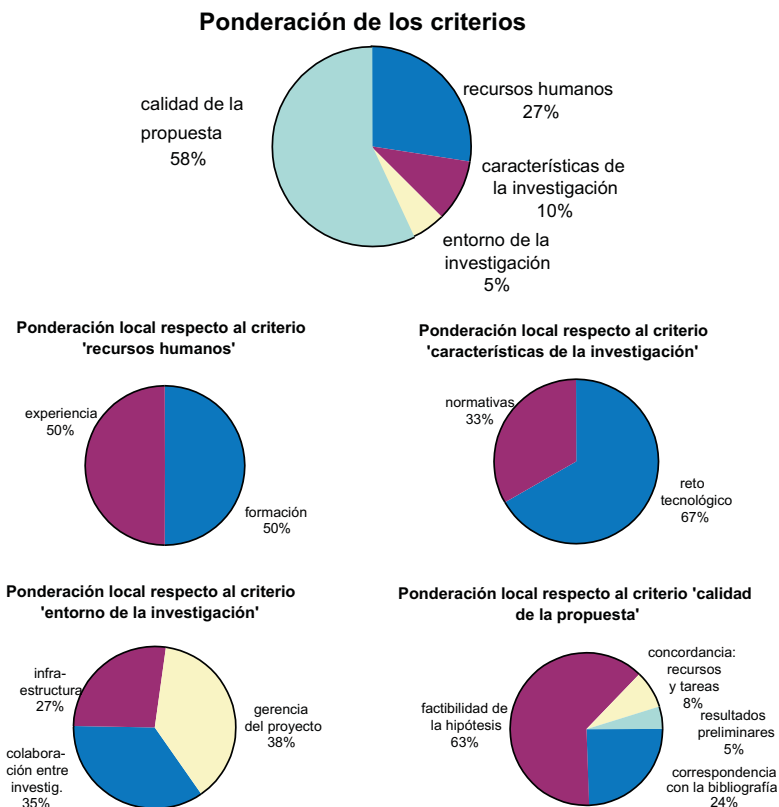 Ponderación de los criterios
calidad de la
propuesta
58%
recursos humanos
27%
características de
la investigación
10%
entorno de la
investigación
5%
Ponderación local respecto al criterio
'recursos humanos'
experiencia
50%
formación
50%
Ponderación local respecto al criterio
'características de la investigación'
normativas
33%
reto
tecnológico
67%
Ponderación local respecto al criterio
'entorno de la investigación'
infra-
estructura
27%
gerencia
del proyecto
38%
colabora-
ción entre
investig.
35%
Ponderación local respecto al criterio 'calidad
de la propuesta'
concordancia:
recursos
y tareas
8%
factibilidad de
la hipótesis
63%
resultados
preliminares
5%
correspondencia
con la bibliografía
24%